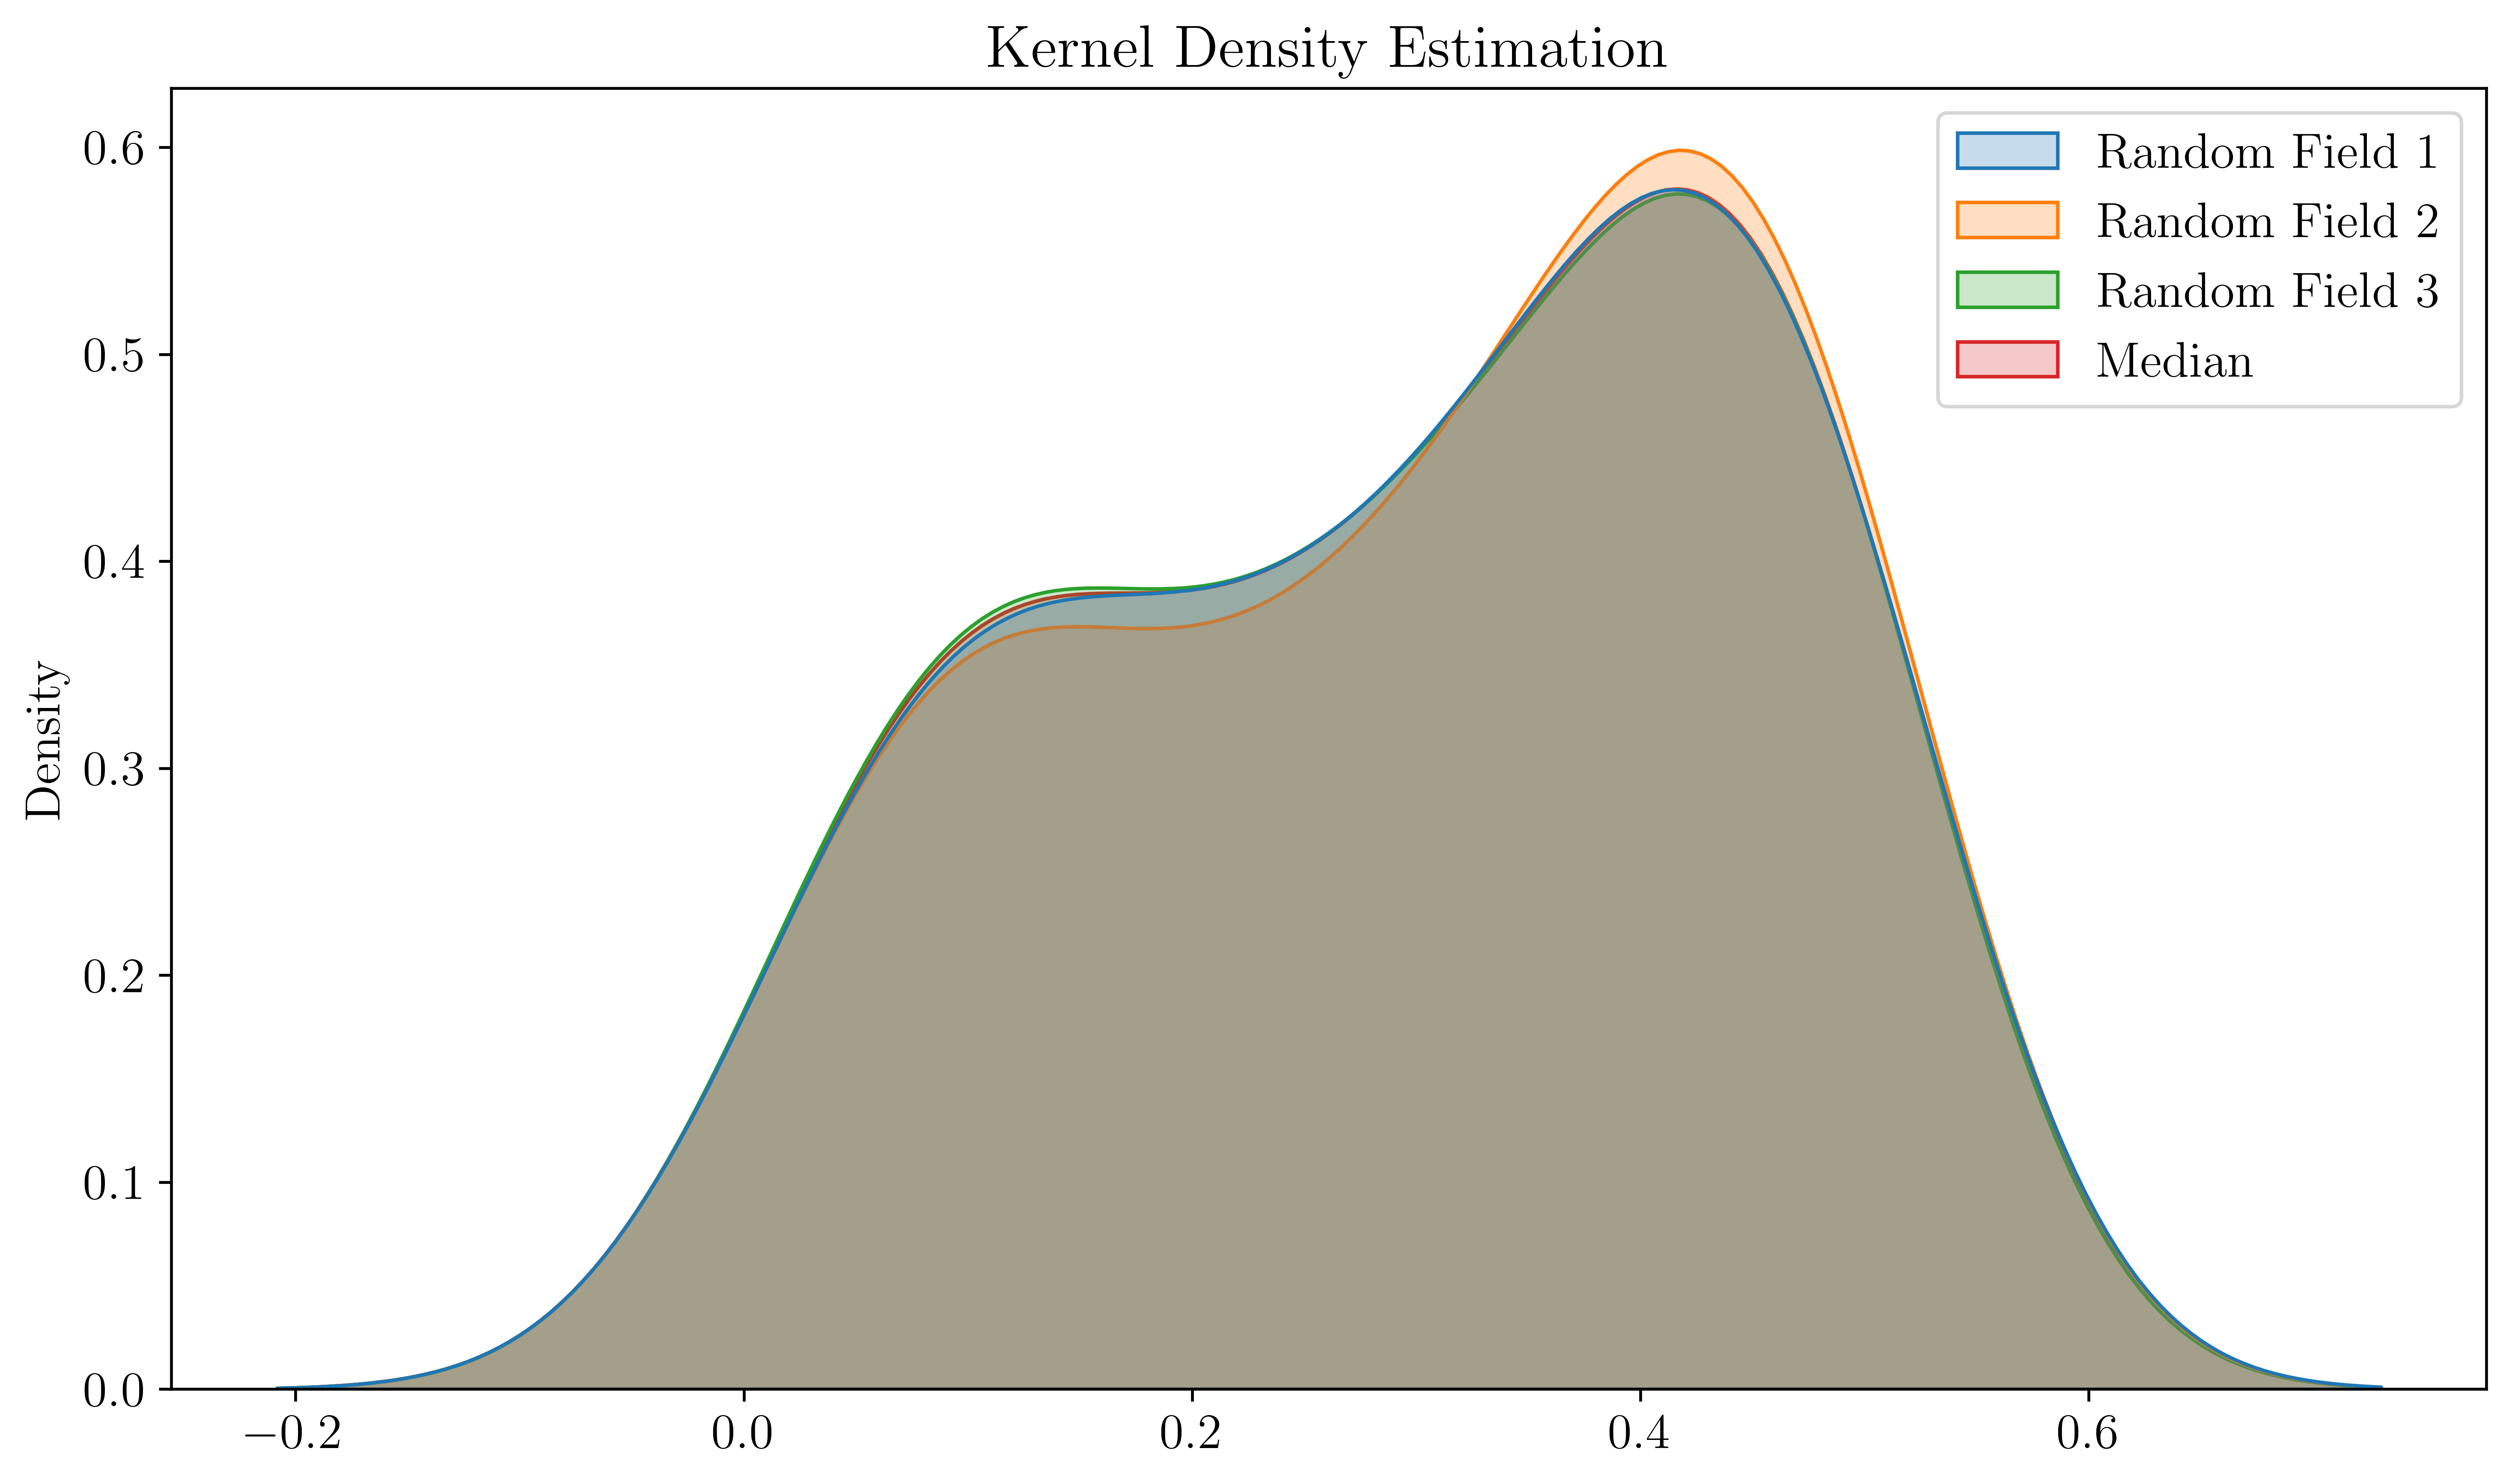 Kernel Density Estimation
Random Field 1
Random Field 2
Random Field 3
Median
Density
0.6
0.5
0.4
0.3
0.2
0.1
0.0
−0.2 0.0 0.2 0.4 0.6